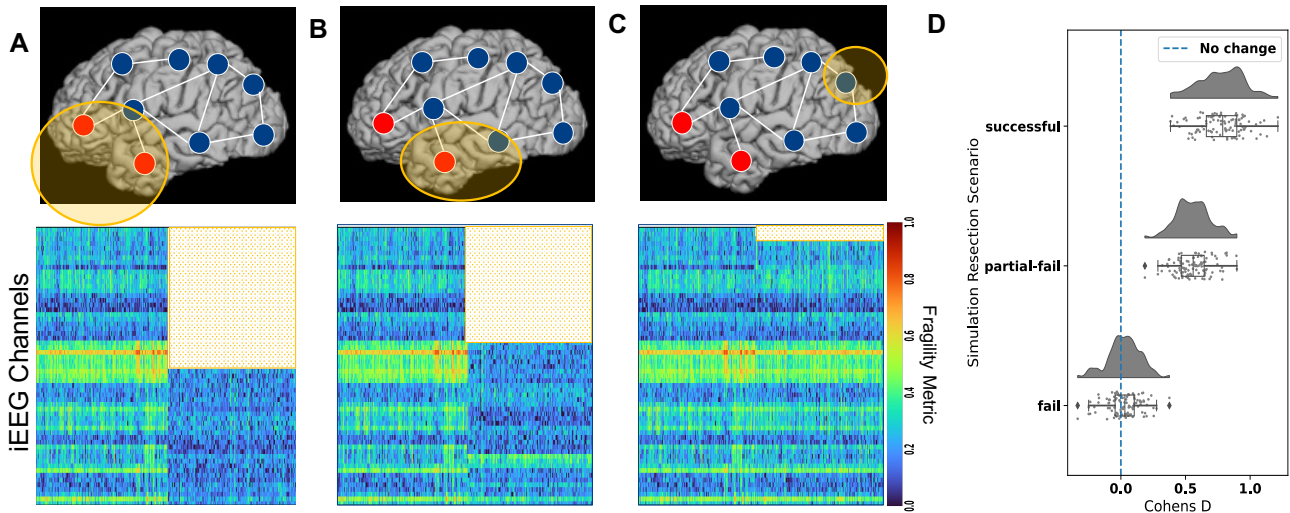 A
B
C
D
iEEG Channels
1.0
0.8
0.6
0.4
0.2
0.0
Fragility Metric
No change
Simulation Resection Scenario
successful
partial-fail
fail
0.0
0.5
1.0
Cohens D